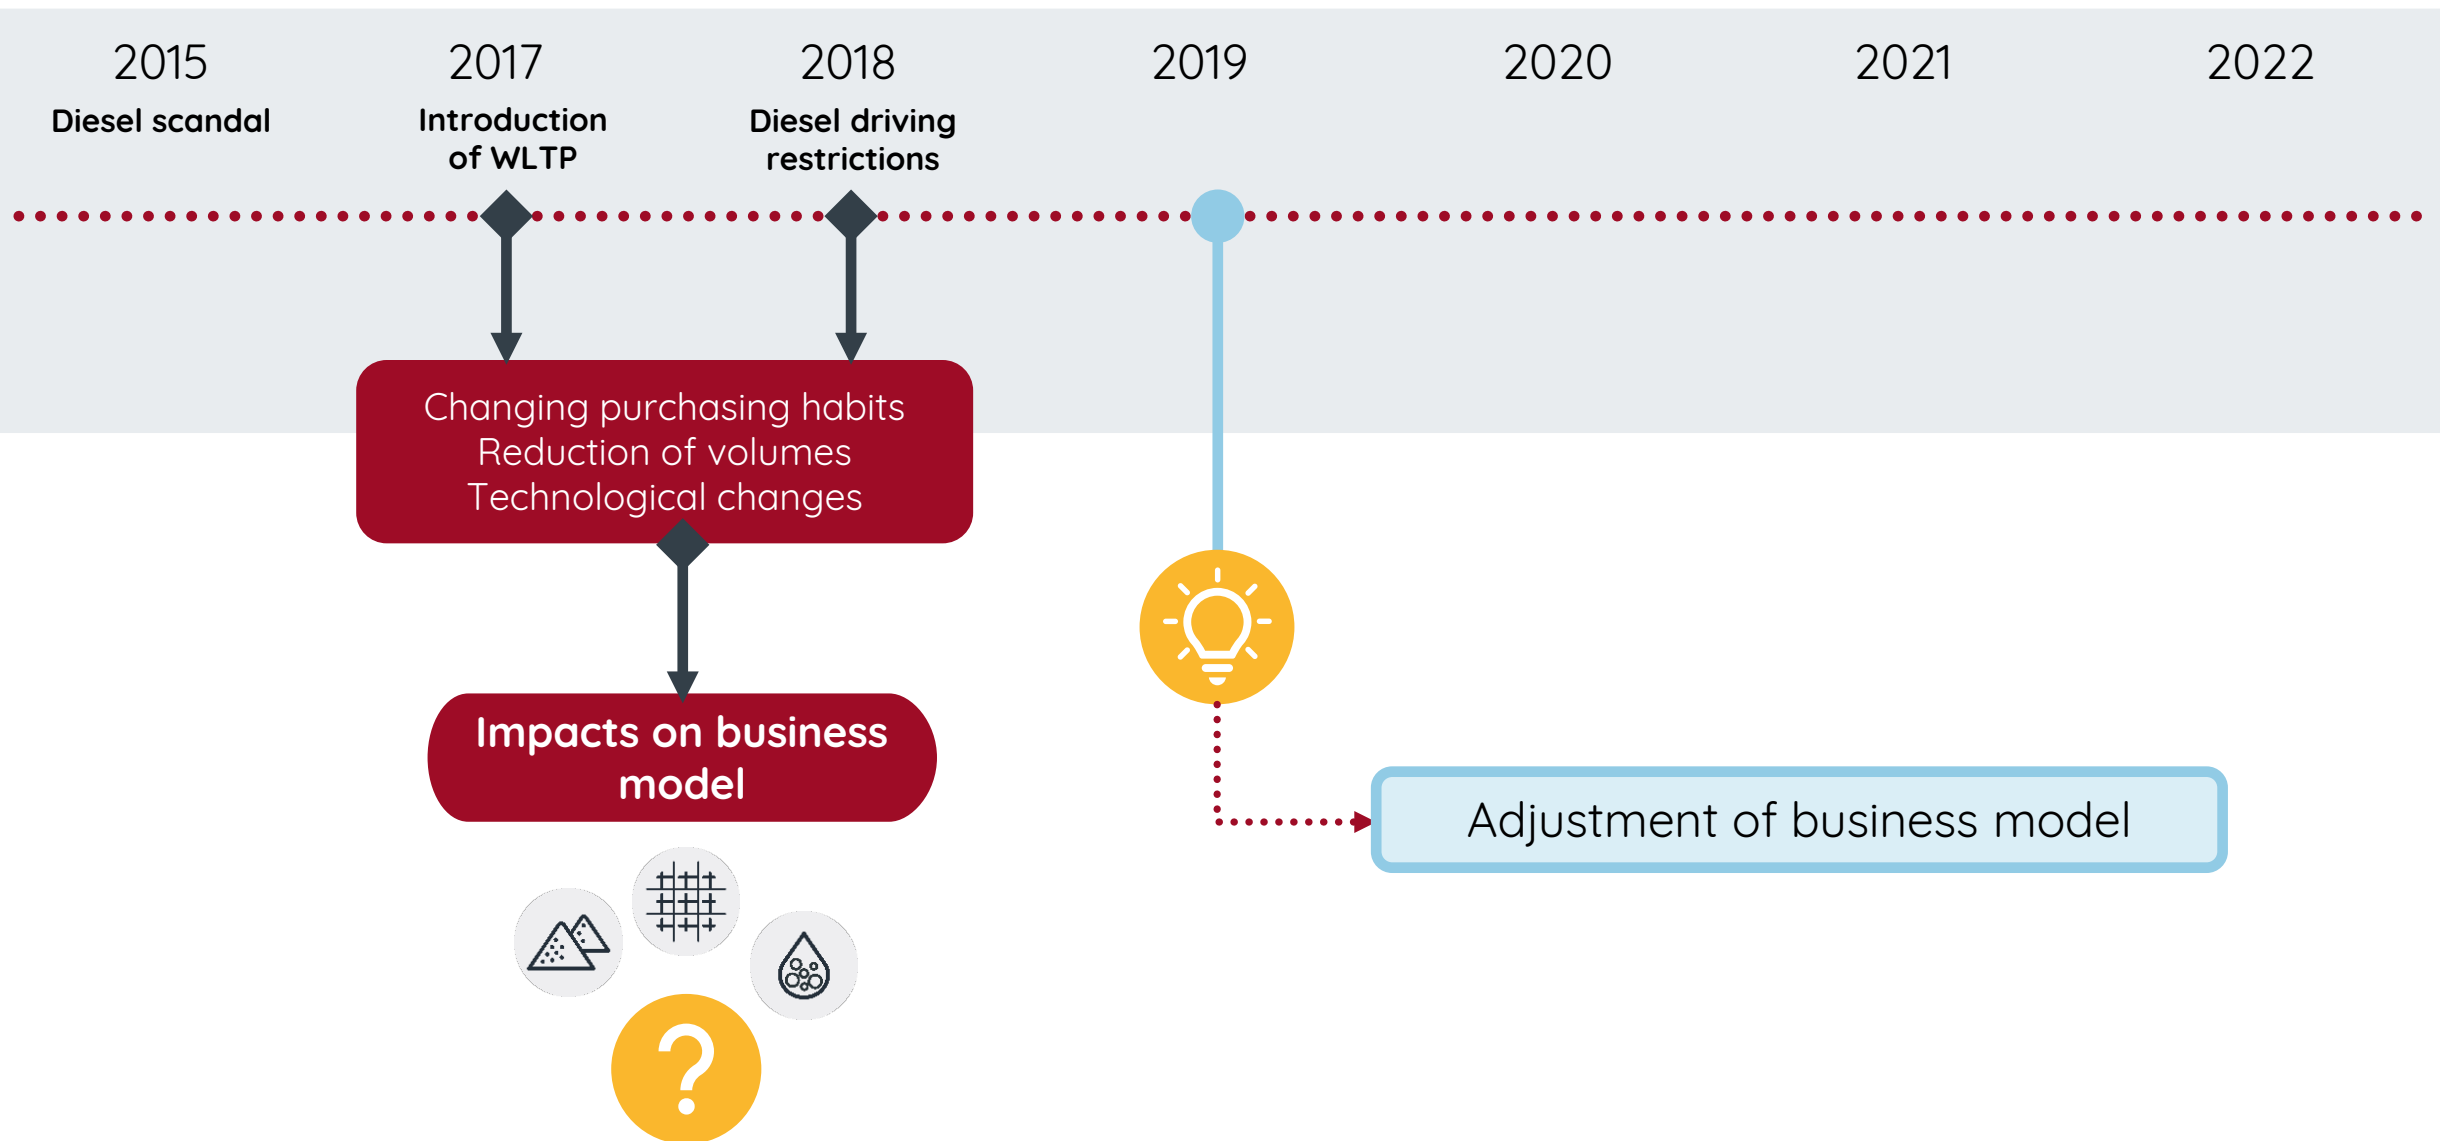 2015
2017
2018
2019
2020
2021
2022
Diesel scandal
Introduction
of WLTP
Diesel driving
restrictions
Changing purchasing habits
Reduction of volumes
Technological changes
Impacts on business
model
Adjustment of business model
?